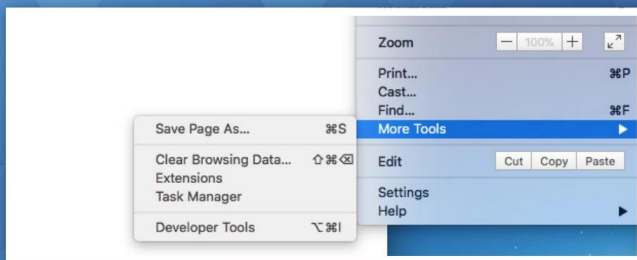 Zoom — 100% +
Print... ⌘P
Cast...
Find... ⌘F
More Tools ▶
Edit Cut Copy Paste
Settings
Help ▶
Save Page As... ⌘S
Clear Browsing Data... ⇧⌘⌫
Extensions
Task Manager
Developer Tools ⌥⌘I